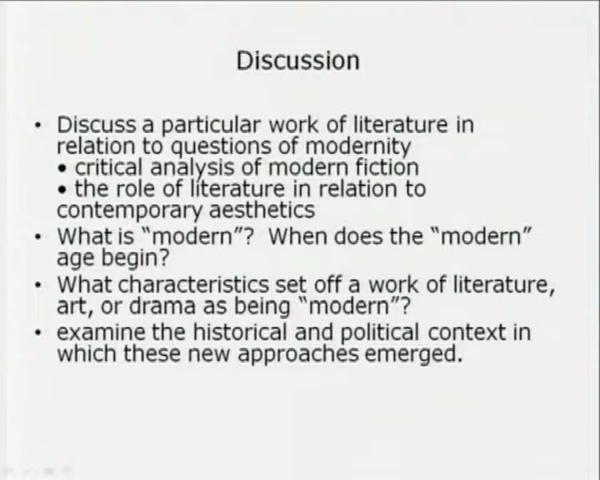 Discussion
• Discuss a particular work of literature in
relation to questions of modernity
• critical analysis of modern fiction
• the role of literature in relation to
contemporary aesthetics
• What is “modern”? When does the “modern”
age begin?
• What characteristics set off a work of literature,
art, or drama as being “modern”?
• examine the historical and political context in
which these new approaches emerged.